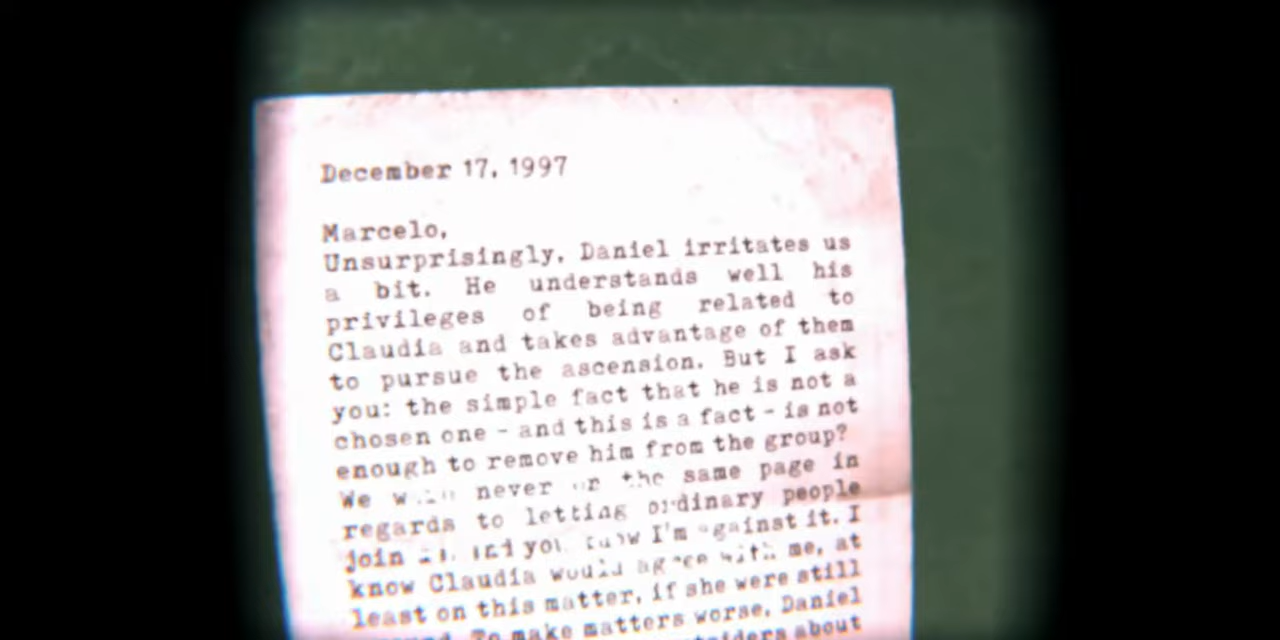 December 17, 1997
Marcelo,
Unsurprisingly, Daniel irritates us
a bit. He understands well his
privileges of being related to
Claudia and takes advantage of them
to pursue the ascension. But I ask
you: the simple fact that he is not a
chosen one - and this is a fact - is not
enough to remove him from the group?
We never the same page in
regards to letting ordinary people
join you I'm against it. I
know Claudia would agree with me, at
least on this matter, if she were still
To make matters worse, Daniel
about